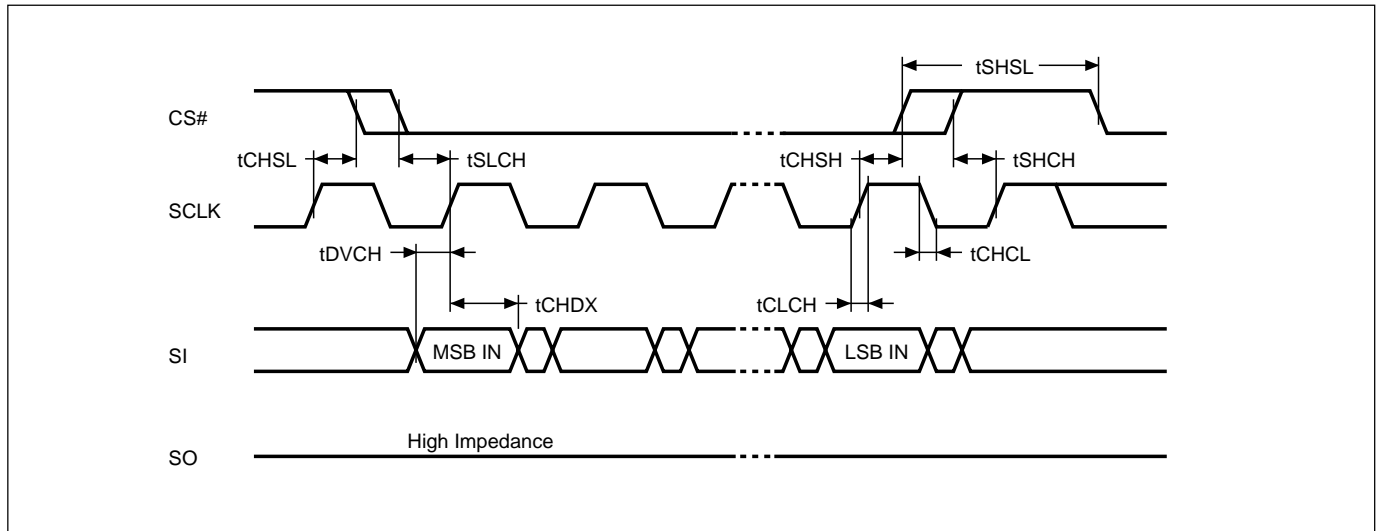 tSHSL
CS#
tCHSL
tSLCH
tCHSH
tSHCH
SCLK
tDVCH
tCHCL
tCHDX
tCLCH
SI
MSB IN
LSB IN
High Impedance
SO